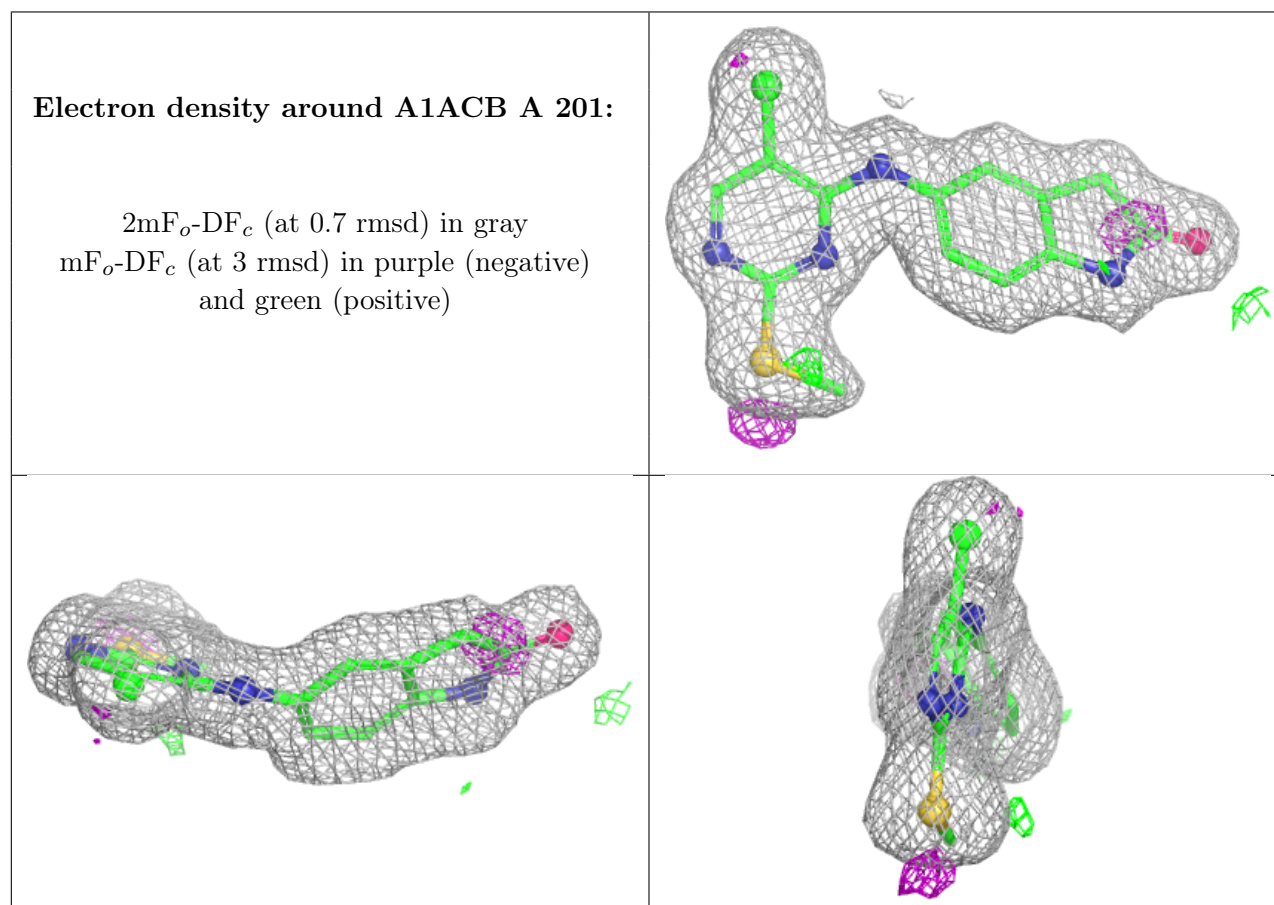 Electron density around A1ACB A 201:
2mFo-DFc (at 0.7 rmsd) in gray
mFo-DFc (at 3 rmsd) in purple (negative)
and green (positive)